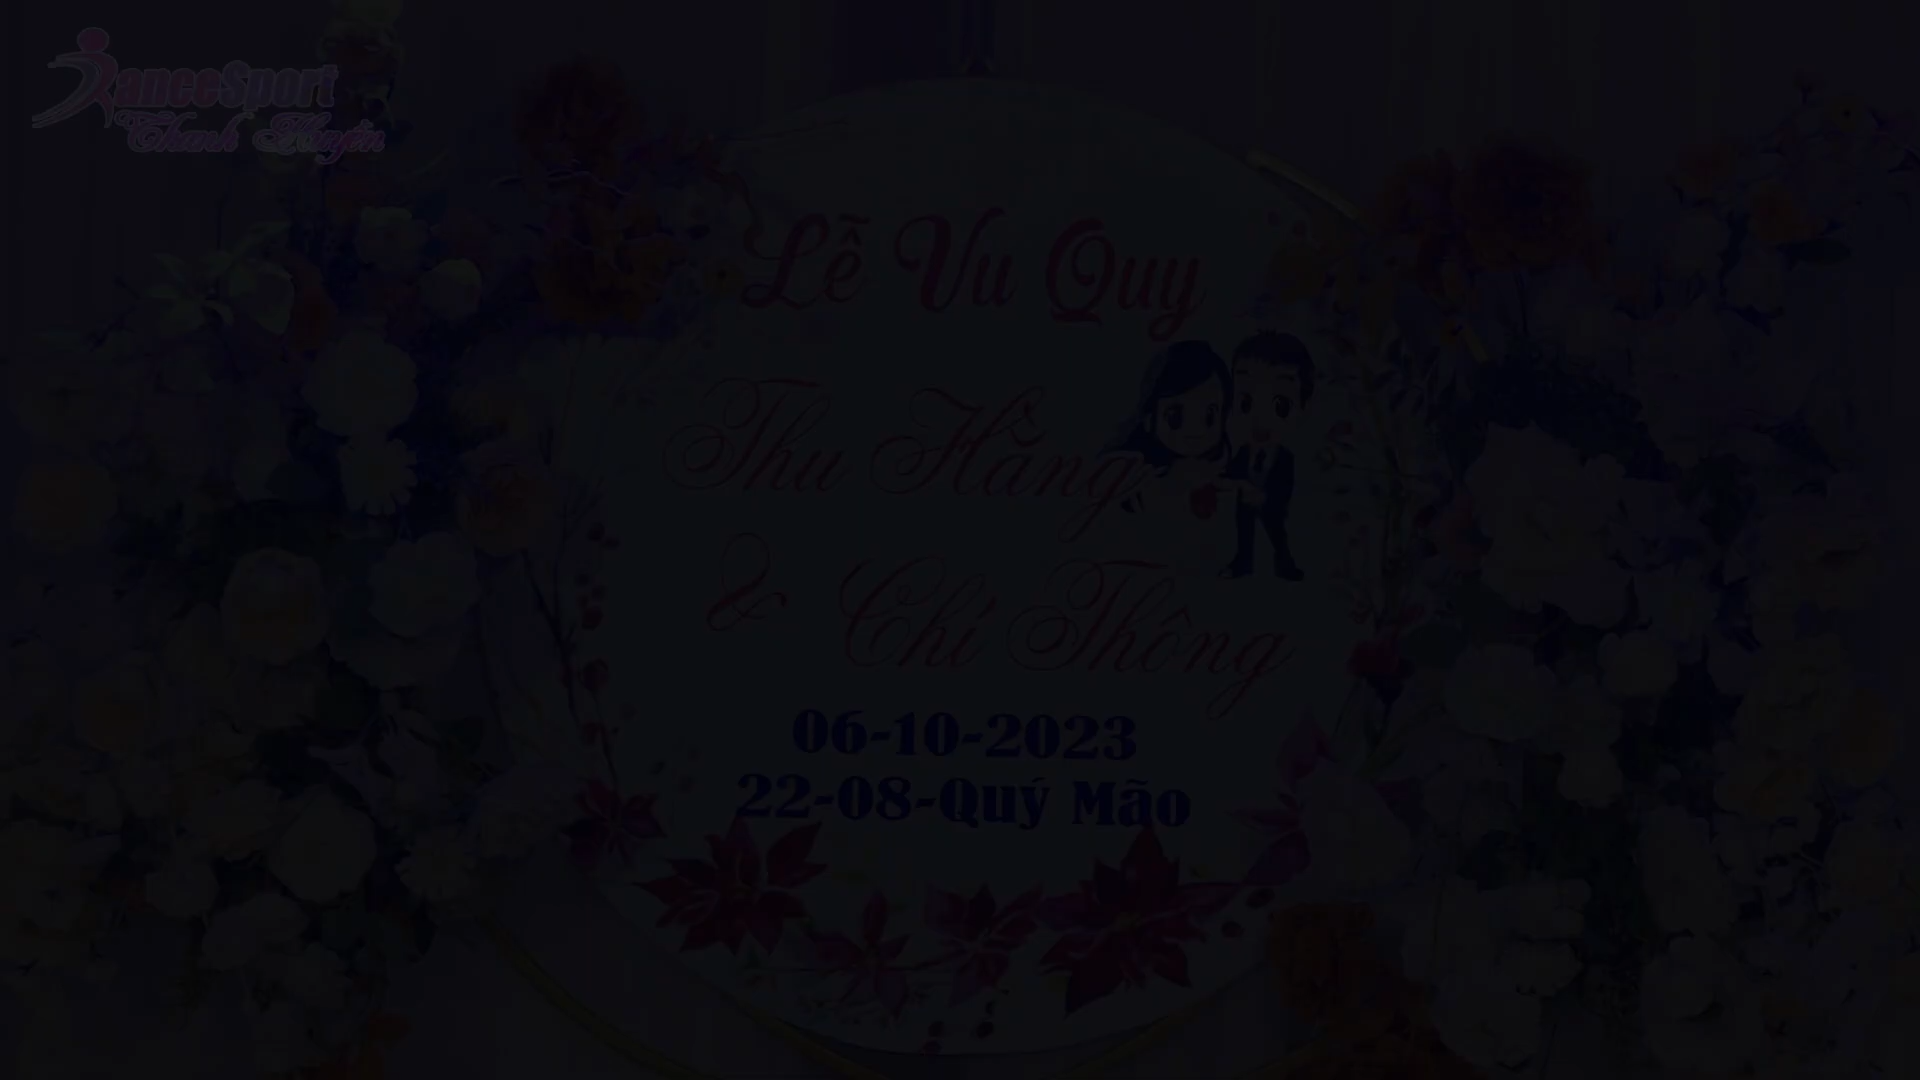 DanceSport
Thanh Huyền
Lễ Vu Quy
Thu Hằng
& Chí Thông
06-10-2023
22-08-Quý Mão